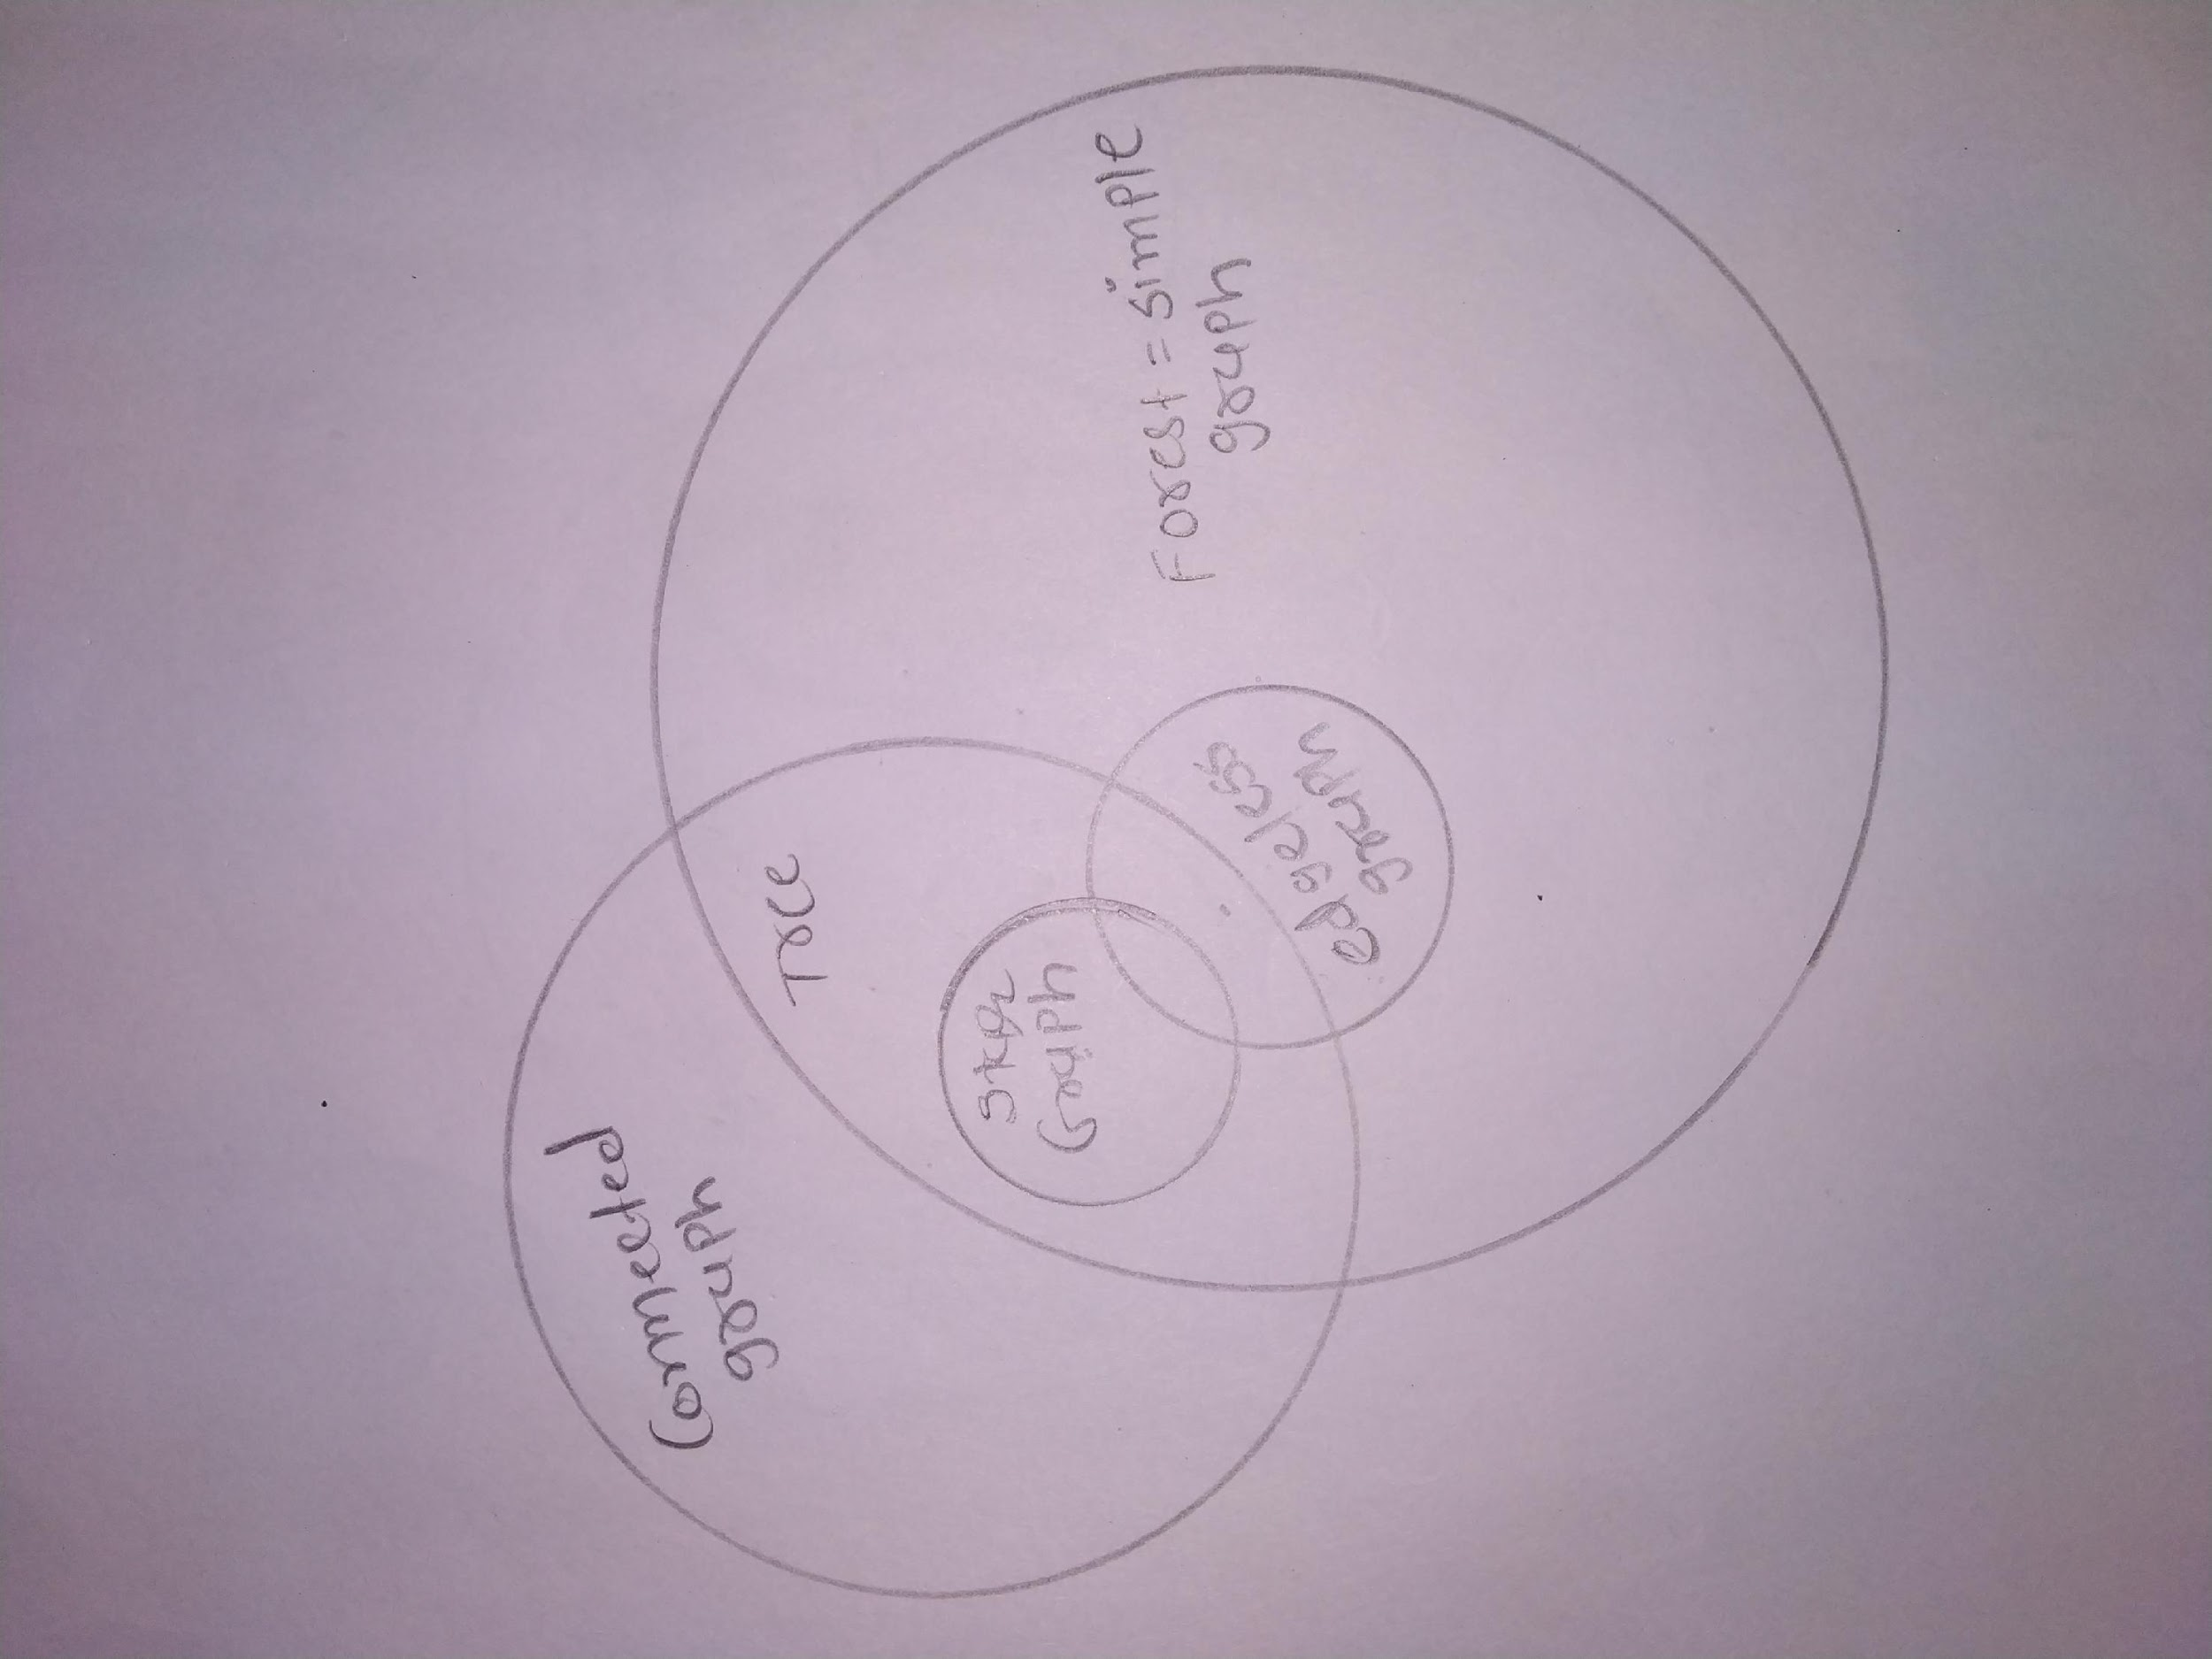 Forest = simple
graph
Tree
edgeless
graph
Star
Graph
Connected
graph